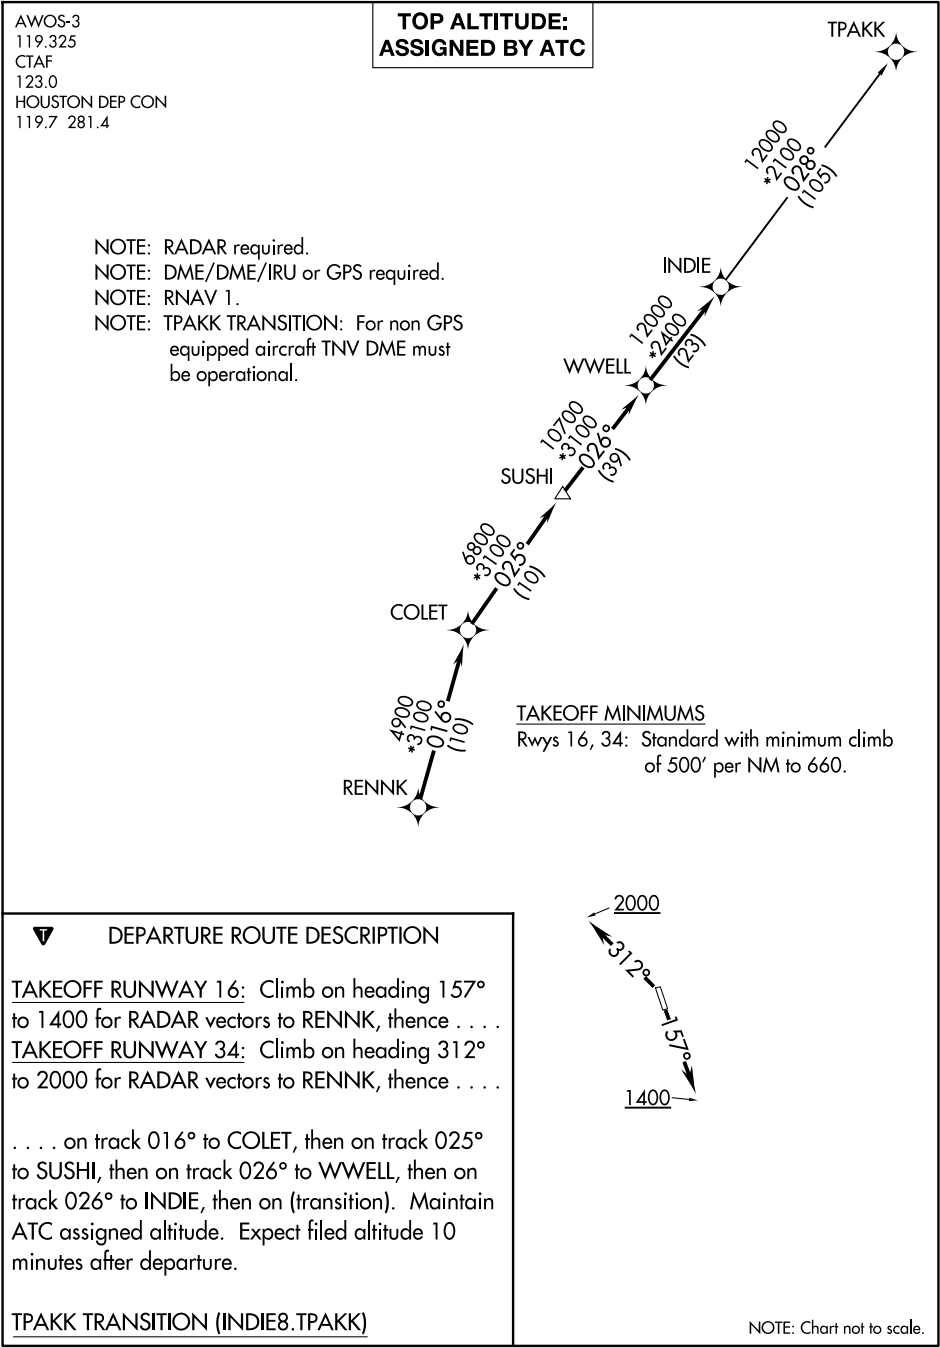 AWOS-3
119.325
CTAF
123.0
HOUSTON DEP CON
119.7 281.4
TOP ALTITUDE:
ASSIGNED BY ATC
TPAKK
12000
*2100
028°
(105)
NOTE: RADAR required.
NOTE: DME/DME/IRU or GPS required.
NOTE: RNAV 1.
NOTE: TPAKK TRANSITION: For non GPS
equipped aircraft TNV DME must
be operational.
INDIE
12000
*2400
(23)
WWELL
10700
*3100
026°
(39)
SUSHI
6800
*3100
025°
(10)
COLET
4900
*3100
016°
(10)
RENNK
TAKEOFF MINIMUMS
Rwys 16, 34: Standard with minimum climb
of 500' per NM to 660.
2000
312°
157°
1400
T
DEPARTURE ROUTE DESCRIPTION
TAKEOFF RUNWAY 16: Climb on heading 157°
to 1400 for RADAR vectors to RENNK, thence . . . .
TAKEOFF RUNWAY 34: Climb on heading 312°
to 2000 for RADAR vectors to RENNK, thence . . . .
. . . . on track 016° to COLET, then on track 025°
to SUSHI, then on track 026° to WWELL, then on
track 026° to INDIE, then on (transition). Maintain
ATC assigned altitude. Expect filed altitude 10
minutes after departure.
TPAKK TRANSITION (INDIE8.TPAKK)
NOTE: Chart not to scale.